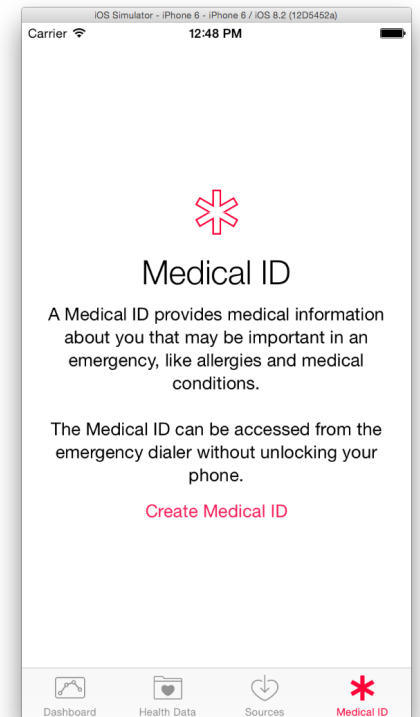 iOS Simulator - iPhone 6 - iPhone 6 / iOS 8.2 (12D5452a)
Carrier 12:48 PM
Medical ID
A Medical ID provides medical information
about you that may be important in an
emergency, like allergies and medical
conditions.
The Medical ID can be accessed from the
emergency dialer without unlocking your
phone.
Create Medical ID
Dashboard Health Data Sources Medical ID